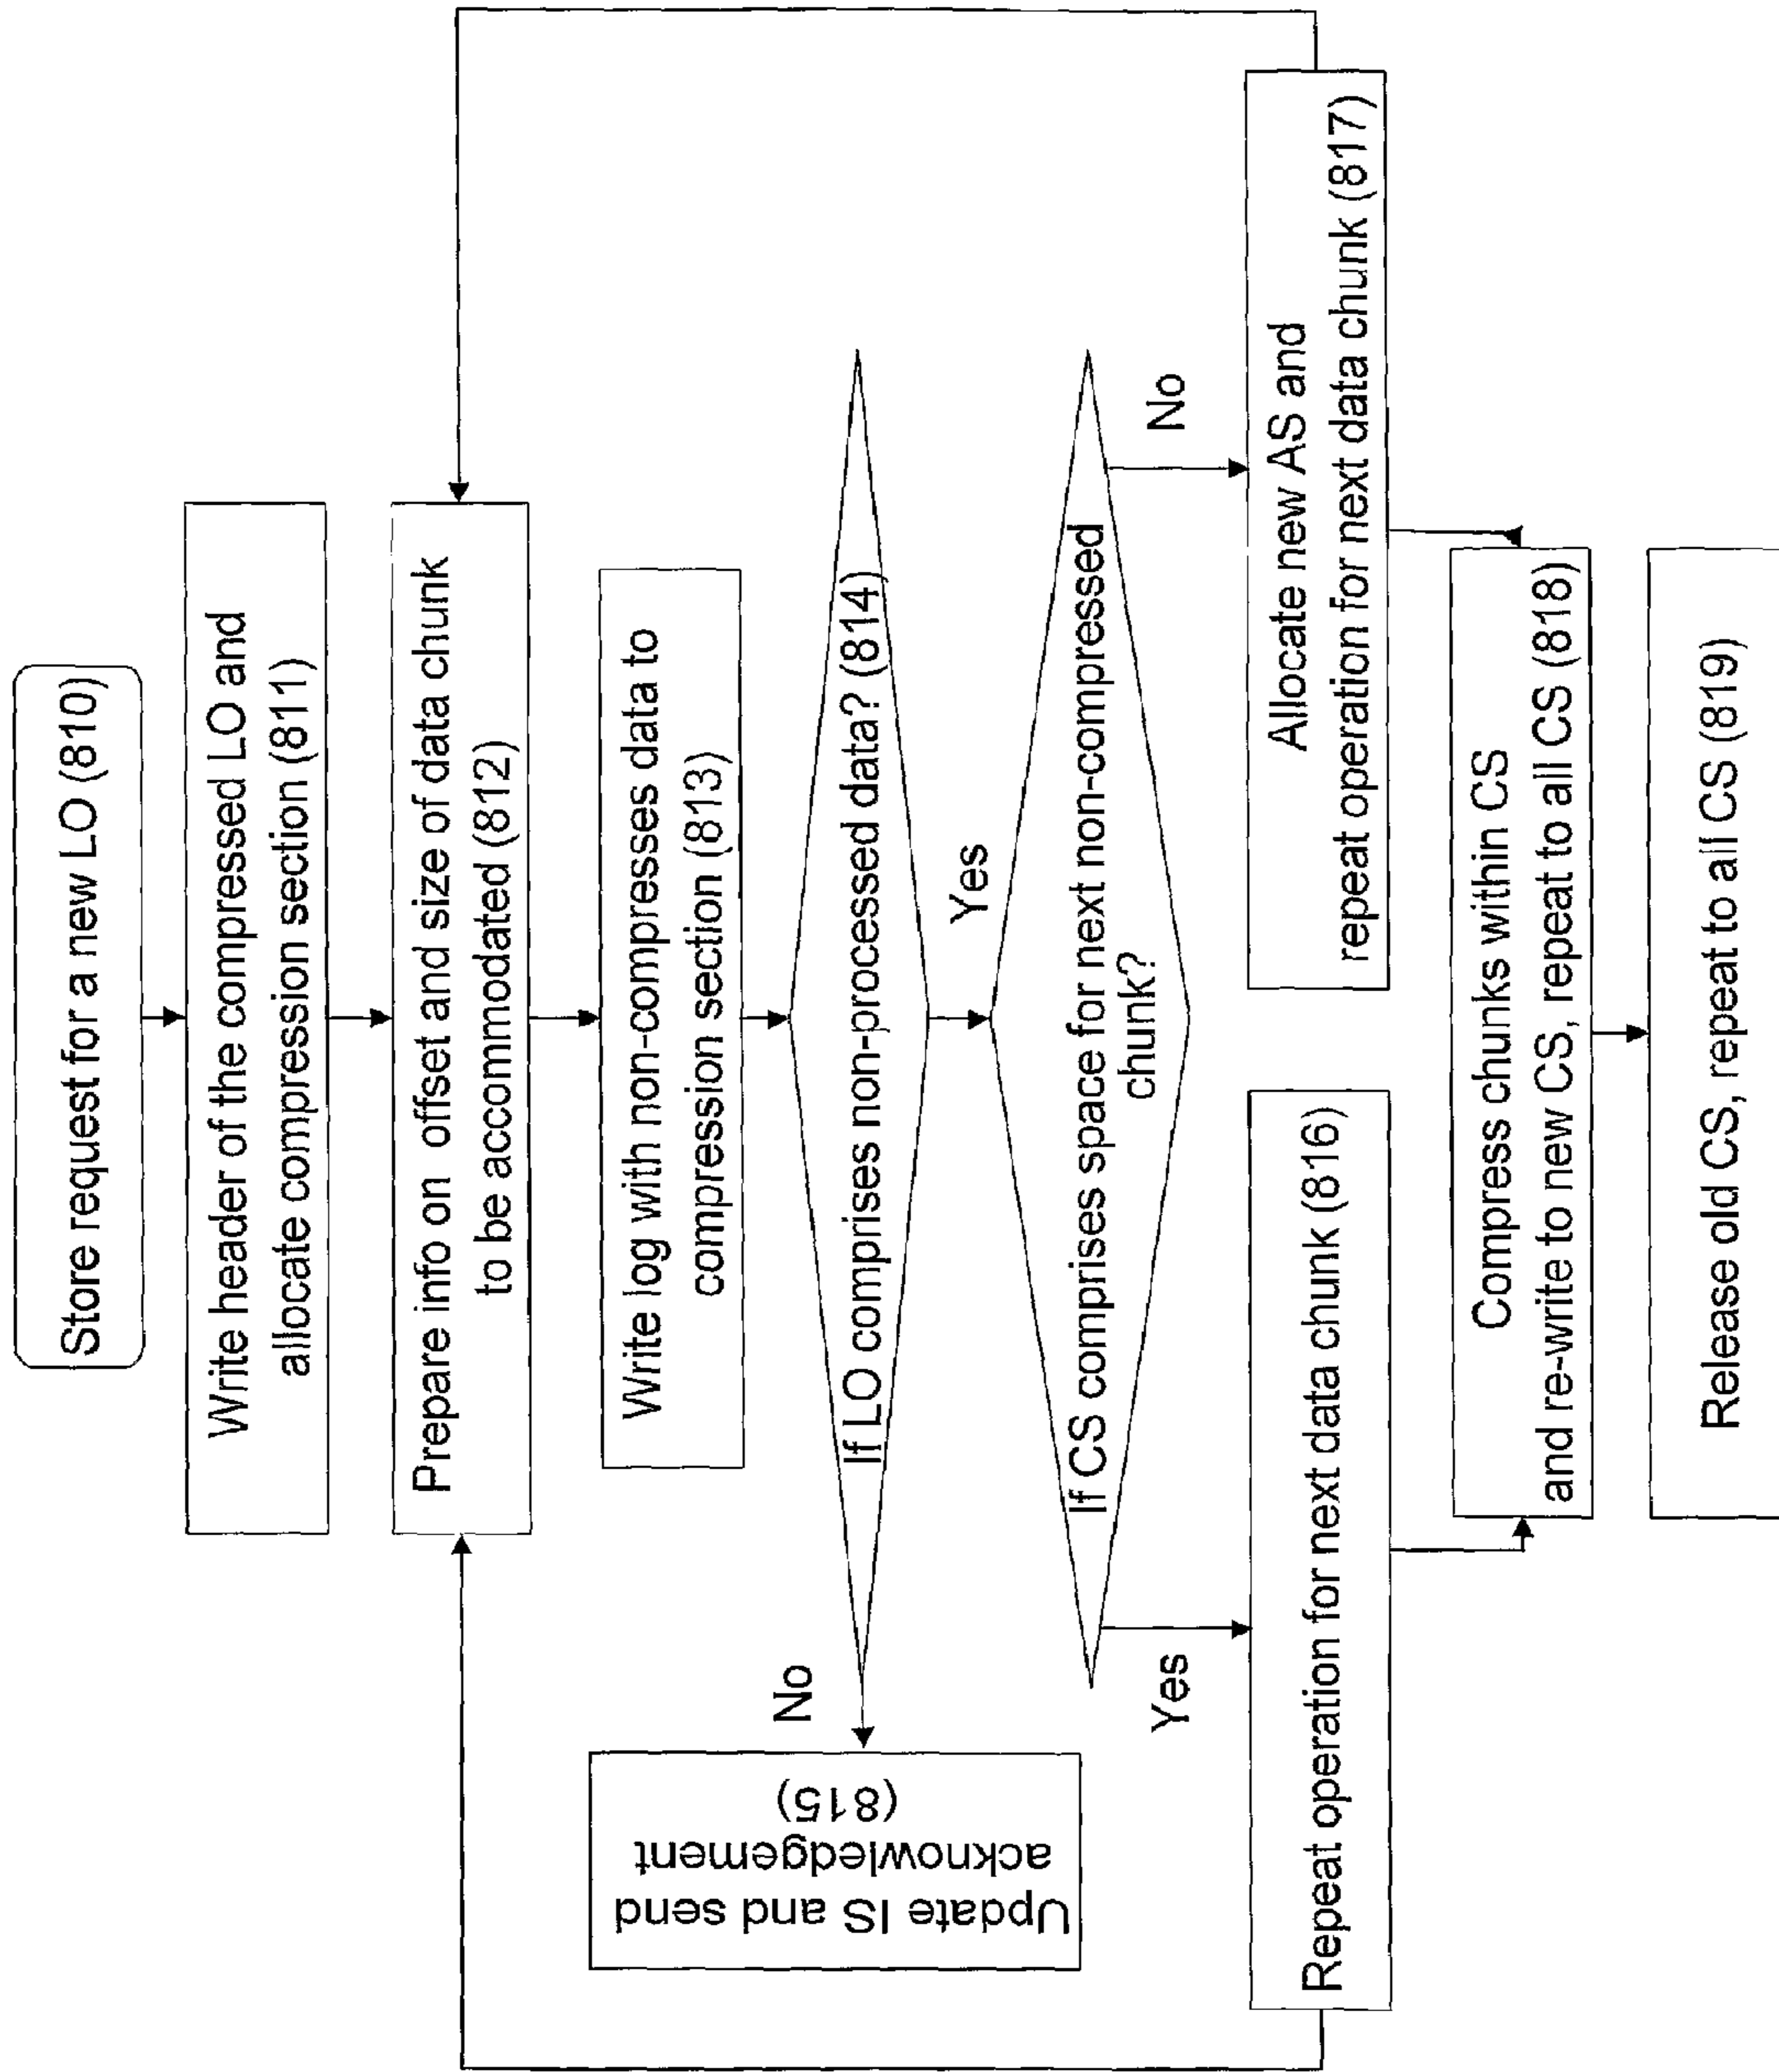 Store request for a new LO (810)
Write header of the compressed LO and
allocate compression section (811)
Prepare info on offset and size of data chunk
to be accomodated (812)
Write log with non-compresses data to
compression section (813)
If LO comprises non-processed data? (814)
No
Update IS and send
acknowledgement
(815)
Yes
If CS comprises space for next non-compressed
chunk?
Yes
No
Repeat operation for next data chunk (816)
Allocate new AS and
repeat operation for next data chunk (817)
Compress chunks within CS
and re-write to new CS, repeat to all CS (818)
Release old CS, repeat to all CS (819)